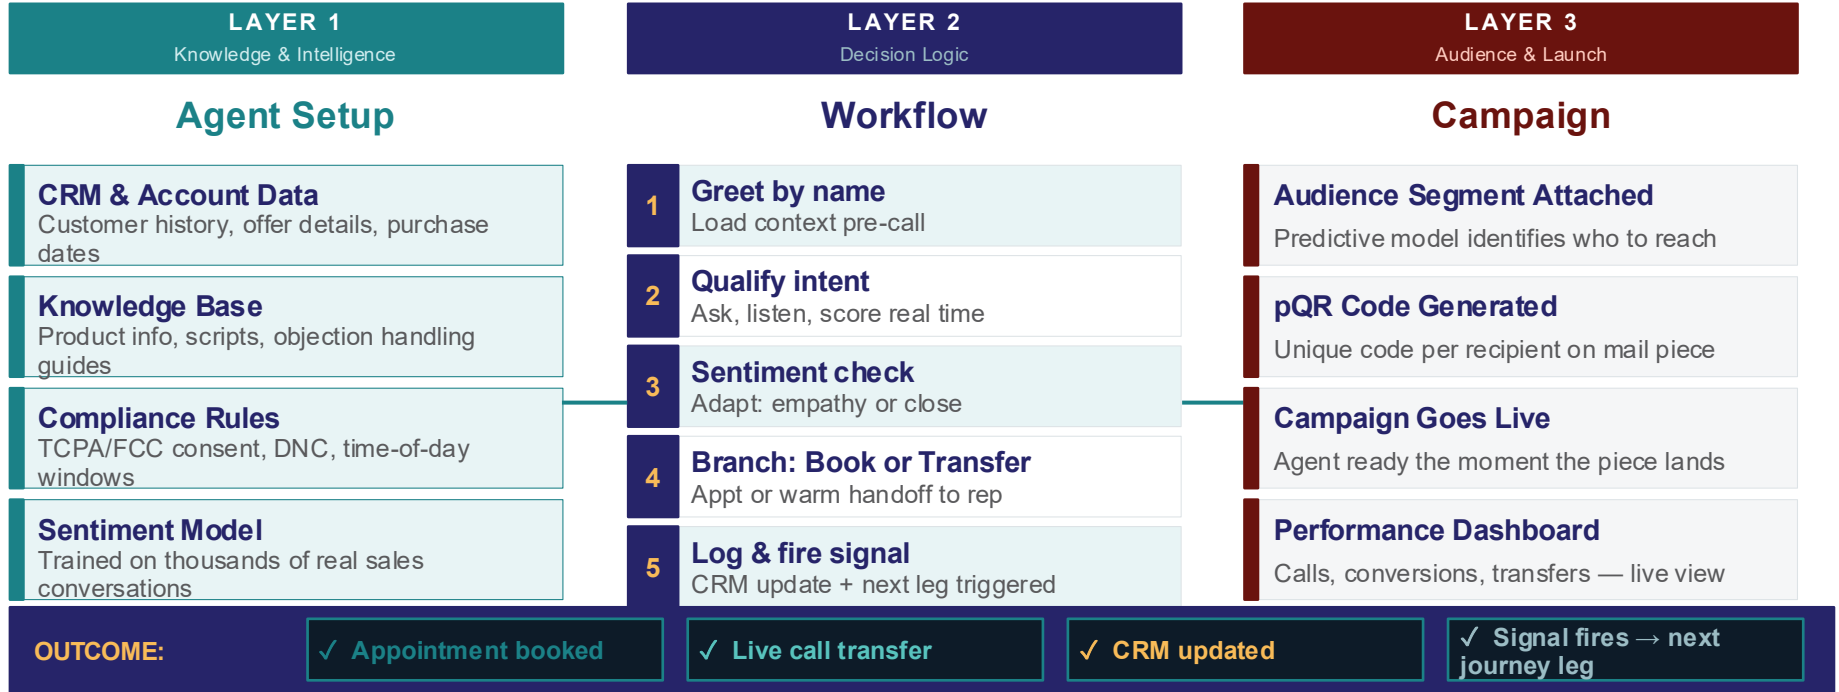 LAYER 1
Knowledge & Intelligence
Agent Setup
CRM & Account Data
Customer history, offer details, purchase
dates
Knowledge Base
Product info, scripts, objection handling
guides
Compliance Rules
TCPA/FCC consent, DNC, time-of-day
windows
Sentiment Model
Trained on thousands of real sales
conversations
LAYER 2
Decision Logic
Workflow
1
Greet by name
Load context pre-call
2
Qualify intent
Ask, listen, score real time
3
Sentiment check
Adapt: empathy or close
4
Branch: Book or Transfer
Appt or warm handoff to rep
5
Log & fire signal
CRM update + next leg triggered
LAYER 3
Audience & Launch
Campaign
Audience Segment Attached
Predictive model identifies who to reach
pQR Code Generated
Unique code per recipient on mail piece
Campaign Goes Live
Agent ready the moment the piece lands
Performance Dashboard
Calls, conversions, transfers — live view
OUTCOME:
✓ Appointment booked
✓ Live call transfer
✓ CRM updated
✓ Signal fires → next
journey leg